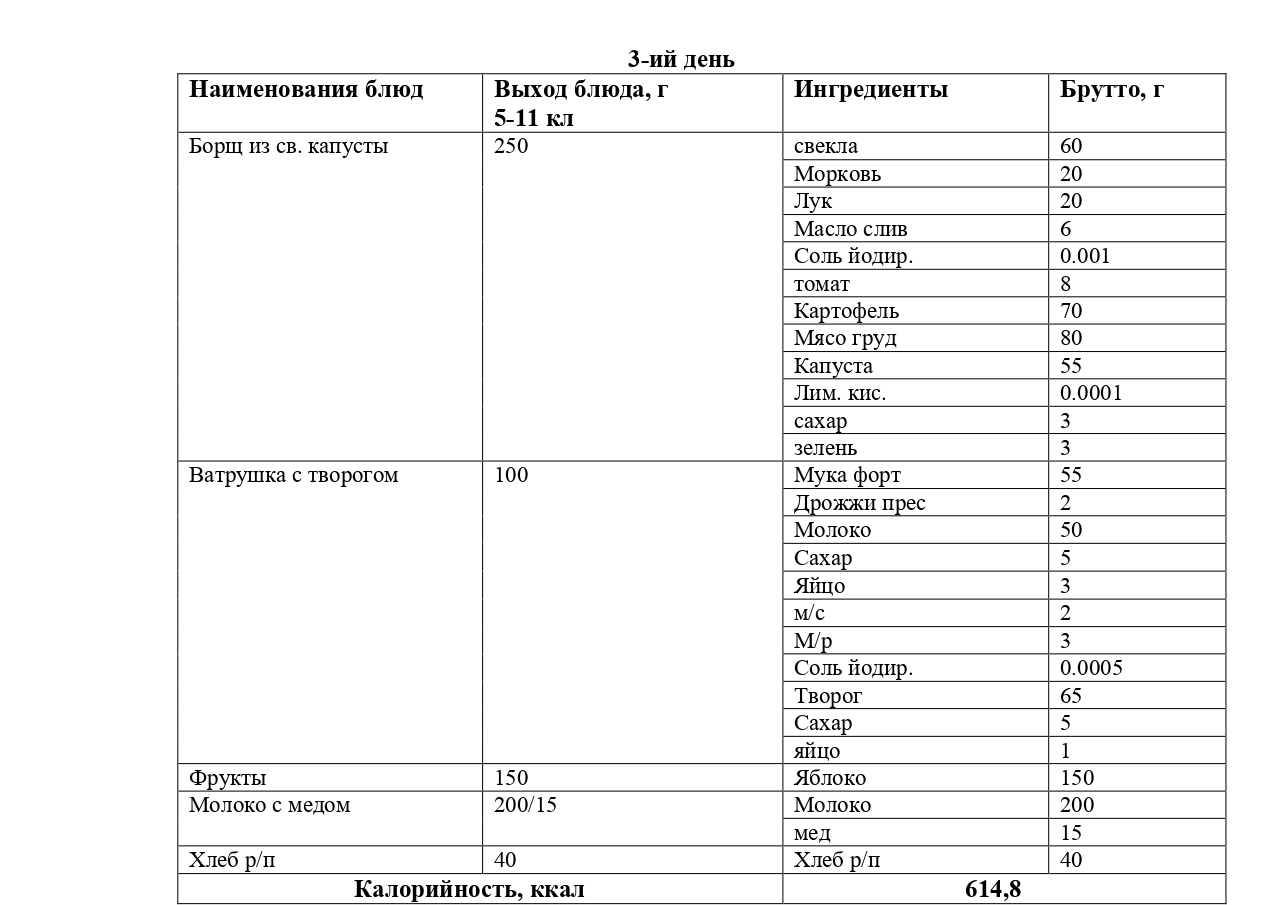 3-ий день
Наименования блюд Выход блюда, г Ингредиенты Брутто, г
5-11 кл
Борщ из св. капусты 250 свекла 60
Морковь 20
Лук 20
Масло слив 6
Соль йодир. 0.001
томат 8
Картофель 70
Мясо груд 80
Капуста 55
Лим. кис. 0.0001
сахар 3
зелень 3
Ватрушка с творогом 100 Мука форт 55
Дрожжи прес 2
Молоко 50
Сахар 5
Яйцо 3
м/с 2
М/р 3
Соль йодир. 0.0005
Творог 65
Сахар 5
яйцо 1
Фрукты 150 Яблоко 150
Молоко с медом 200/15 Молоко 200
мед 15
Хлеб р/п 40 Хлеб р/п 40
Калорийность, ккал 614,8